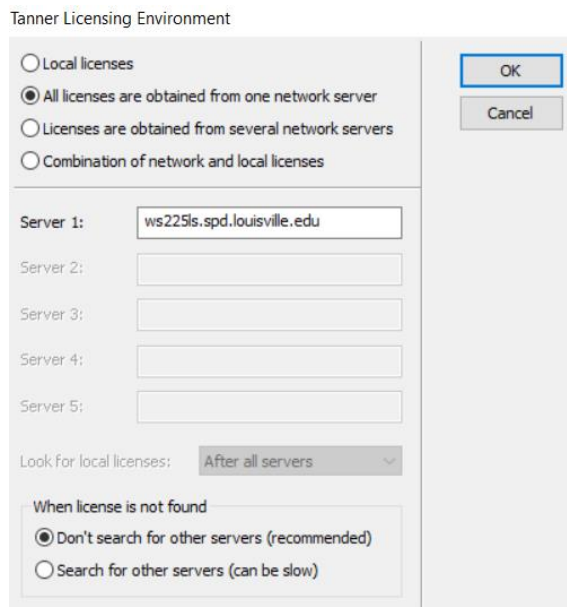 Tanner Licensing Environment
Local licenses
All licenses are obtained from one network server
Licenses are obtained from several network servers
Combination of network and local licenses
OK
Cancel
Server 1: ws225ls.spd.louisville.edu
Server 2:
Server 3:
Server 4:
Server 5:
Look for local licenses: After all servers
When license is not found
Don't search for other servers (recommended)
Search for other servers (can be slow)